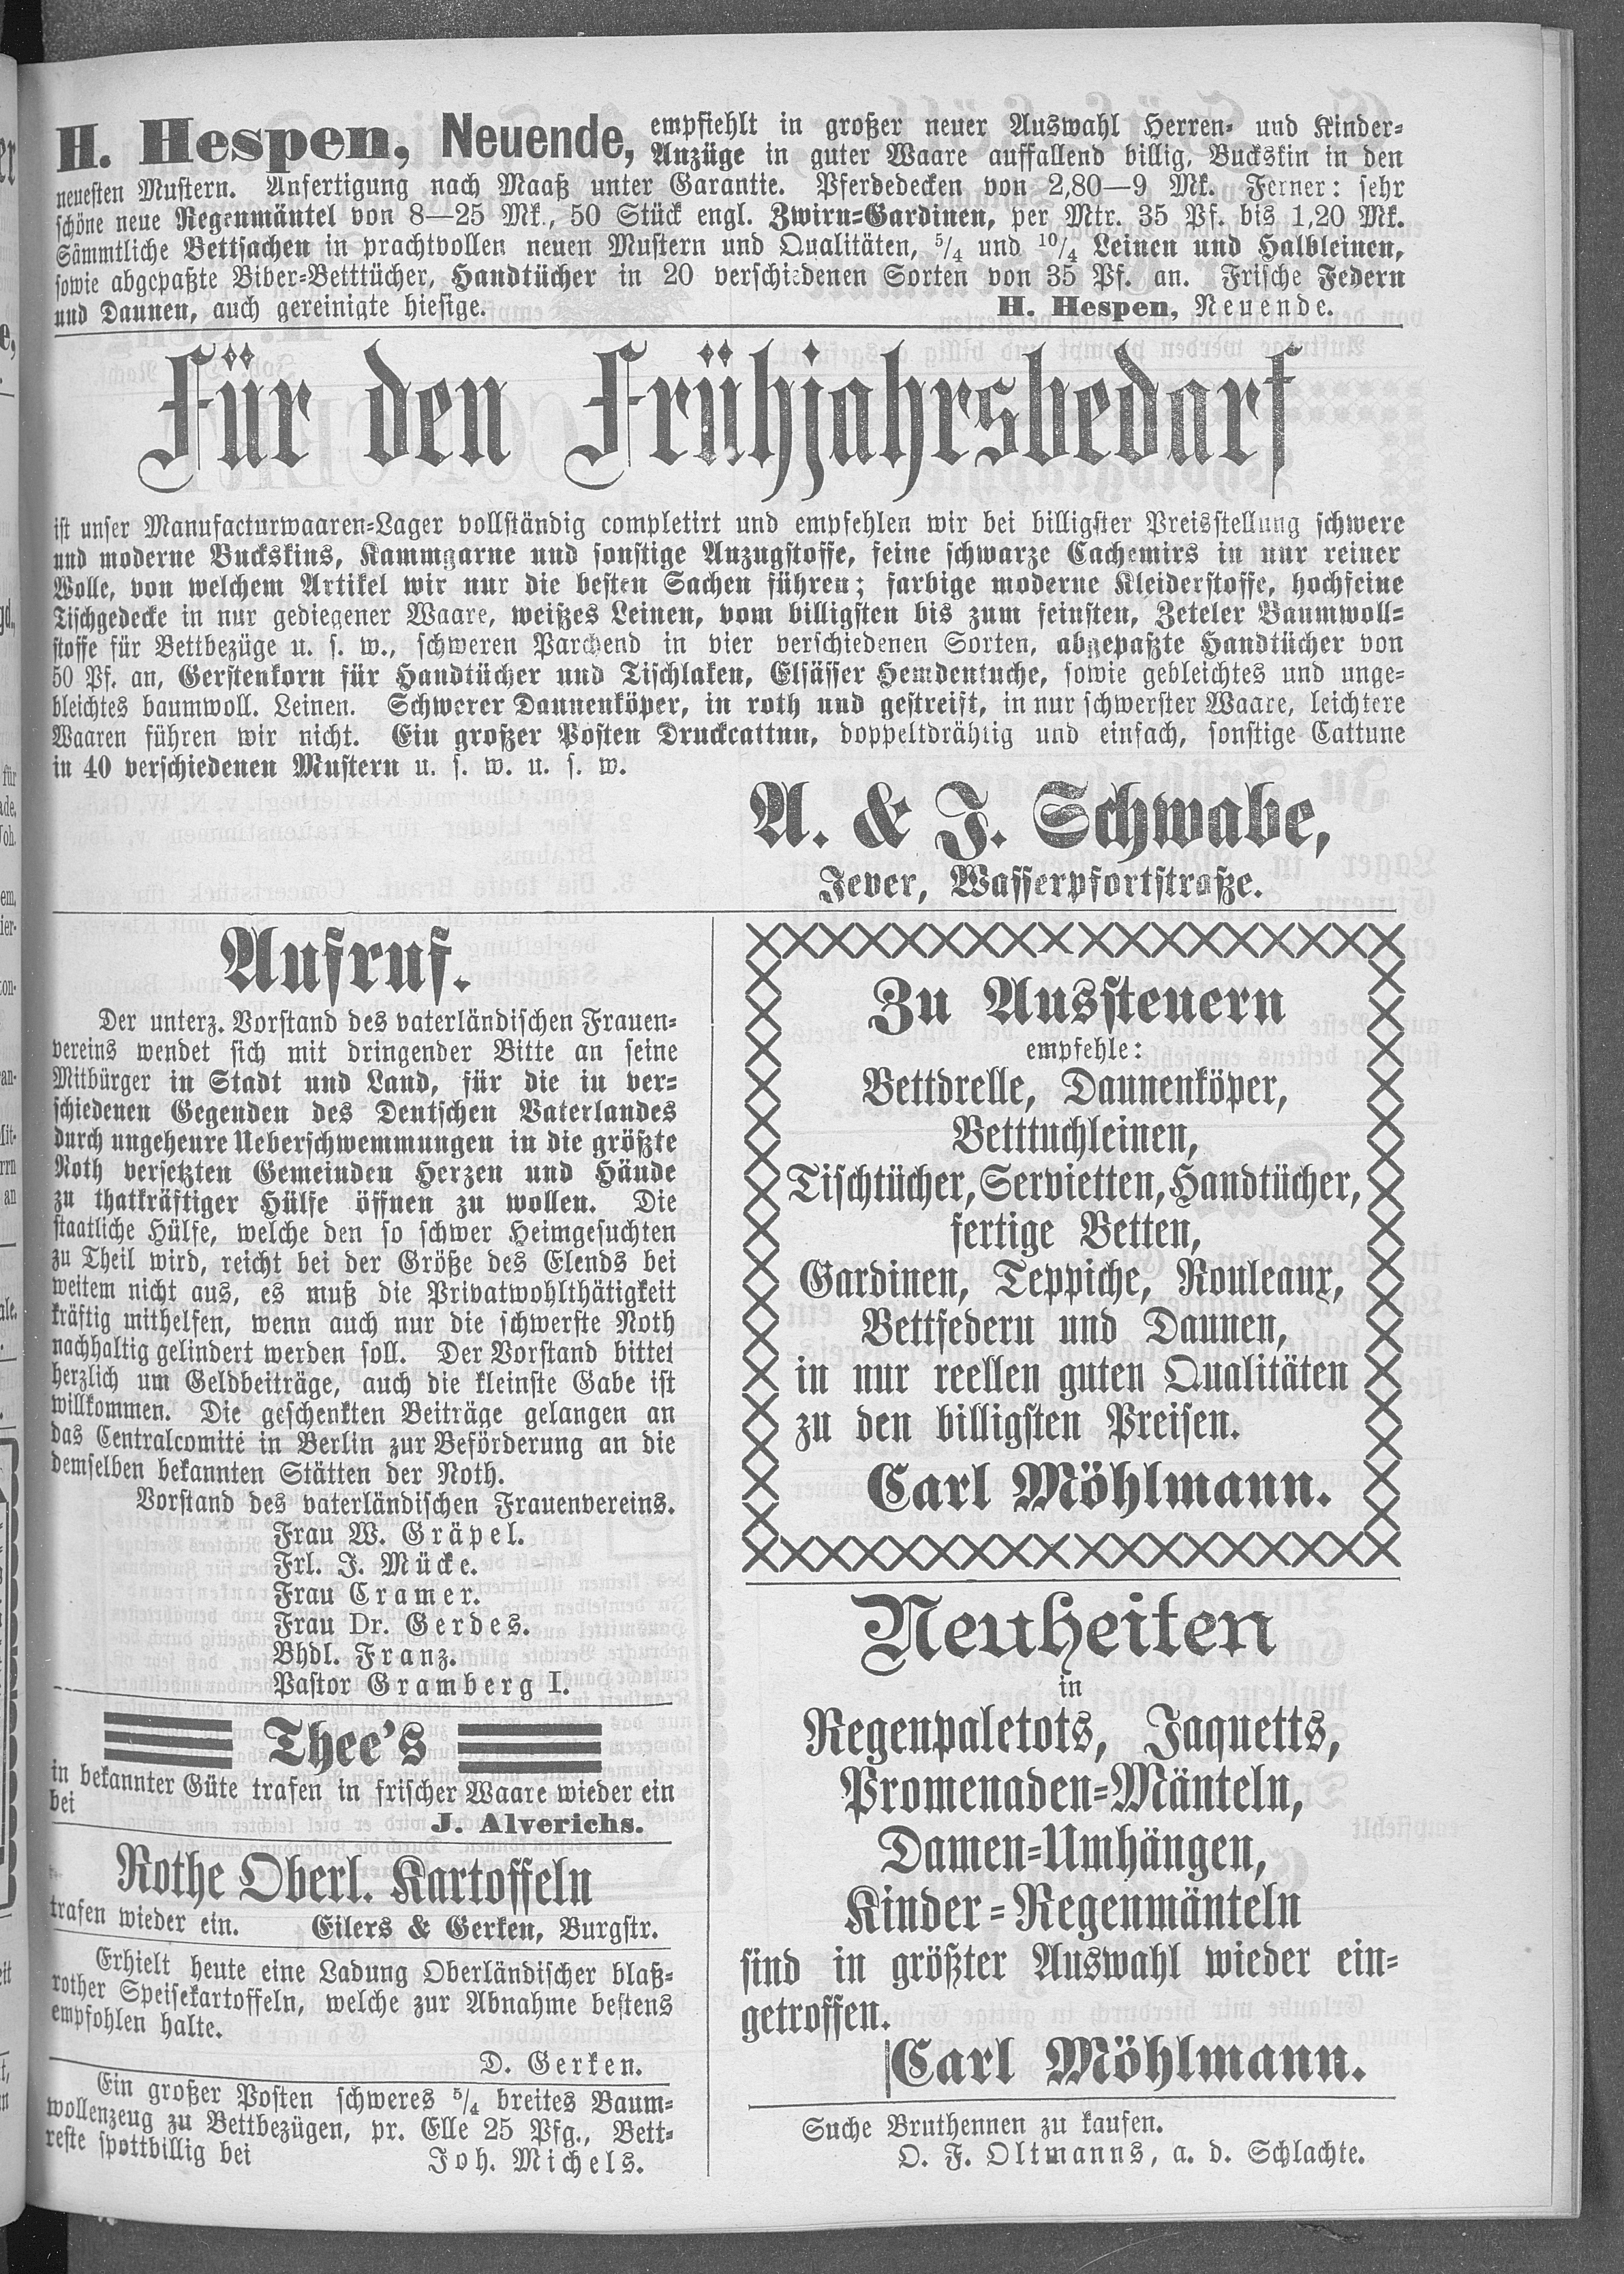 H. Hespen, Neuende, empfiehlt in großer neuer Auswahl Herren- und Kinder-
Anzüge in guter Waare auffallend billig, Buckskin in den
neuesten Mustern. Anfertigung nach Maaß unter Garantie. Pferdedecken von 2,80—9 Mk. Ferner: sehr
schöne neue Regenmäntel von 8—25 Mk., 50 Stück engl. Zwirn-Gardinen, per Mtr. 35 Pf. bis 1,20 Mk.
Sämmtliche Bettsachen in prachtvollen neuen Mustern und Qualitäten, 5/4 und 10/4 Leinen und Halbleinen,
sowie abgepaßte Biber-Betttücher, Handtücher in 20 verschiedenen Sorten von 35 Pf. an. Frische Federn
und Daunen, auch gereinigte hiesige.
H. Hespen, Neuende.
Für den Frühjahrsbedarf
ist unser Manufacturwaaren-Lager vollständig completirt und empfehlen wir bei billigster Preisstellung schwere
und moderne Buckskins, Kammgarne und sonstige Anzugstoffe, feine schwarze Cachemirs in nur reiner
Wolle, von welchem Artikel wir nur die besten Sachen führen; farbige moderne Kleiderstoffe, hochfeine
Tischgedecke in nur gediegener Waare, weißes Leinen, vom billigsten bis zum feinsten, Zeteler Baumwoll-
stoffe für Bettbezüge u. s. w., schweren Parchend in vier verschiedenen Sorten, abgepaßte Handtücher von
50 Pf. an, Gerstenkorn für Handtücher und Tischlaken, Elsässer Hemdentuche, sowie gebleichtes und unge-
bleichtes baumwoll. Leinen. Schwerer Daunenköper, in roth und gestreift, in nur schwerster Waare, leichtere
Waaren führen wir nicht. Ein großer Posten Druckcattun, doppeltdrähtig und einfach, sonstige Cattune
in 40 verschiedenen Mustern u. s. w. u. s. w.
A. & J. Schwabe,
Jever, Wasserpfortstraße.
Aufruf.
Der unterz. Vorstand des vaterländischen Frauen-
vereins wendet sich mit dringender Bitte an seine
Mitbürger in Stadt und Land, für die in ver-
schiedenen Gegenden des Deutschen Vaterlandes
durch ungeheure Ueberschwemmungen in die größte
Noth versetzten Gemeinden Herzen und Hände
zu thatkräftiger Hülfe öffnen zu wollen. Die
staatliche Hülfe, welche den so schwer Heimgesuchten
zu Theil wird, reicht bei der Größe des Elends bei
weitem nicht aus, es muß die Privatwohlthätigkeit
kräftig mithelfen, wenn auch nur die schwerste Noth
nachhaltig gelindert werden soll. Der Vorstand bittet
herzlich um Geldbeiträge, auch die kleinste Gabe ist
willkommen. Die geschenkten Beiträge gelangen an
das Centralcomité in Berlin zur Beförderung an die
demselben bekannten Stätten der Noth.
Vorstand des vaterländischen Frauenvereins.
Frau W. Gräpel.
Frl. J. Mücke.
Frau Cramer.
Frau Dr. Gerdes.
Bhdl. Franz.
Pastor Gramberg I.
Thee's
in bekannter Güte trafen in frischer Waare wieder ein
bei
J. Alverichs.
Rothe Oberl. Kartoffeln
trafen wieder ein. Eilers & Gerken, Burgstr.
Erhielt heute eine Ladung Oberländischer blaß-
rother Speisekartoffeln, welche zur Abnahme bestens
empfohlen halte.
D. Gerken.
Ein großer Posten schweres 5/4 breites Baum-
wollenzeug zu Bettbezügen, pr. Elle 25 Pfg., Bett-
reste spottbillig bei
Joh. Michels.
Zu Aussteuern
empfehle:
Bettdrelle, Daunenköper,
Betttuchleinen,
Tischtücher, Servietten, Handtücher,
fertige Betten,
Gardinen, Teppiche, Rouleaux,
Bettfedern und Daunen,
in nur reellen guten Qualitäten
zu den billigsten Preisen.
Carl Möhlmann.
Neuheiten
in
Regenpaletots, Jaquetts,
Promenaden-Mänteln,
Damen-Umhängen,
Kinder-Regenmänteln
sind in größter Auswahl wieder ein-
getroffen.
Carl Möhlmann.
Suche Bruthennen zu kaufen.
O. F. Oltmanns, a. d. Schlachte.